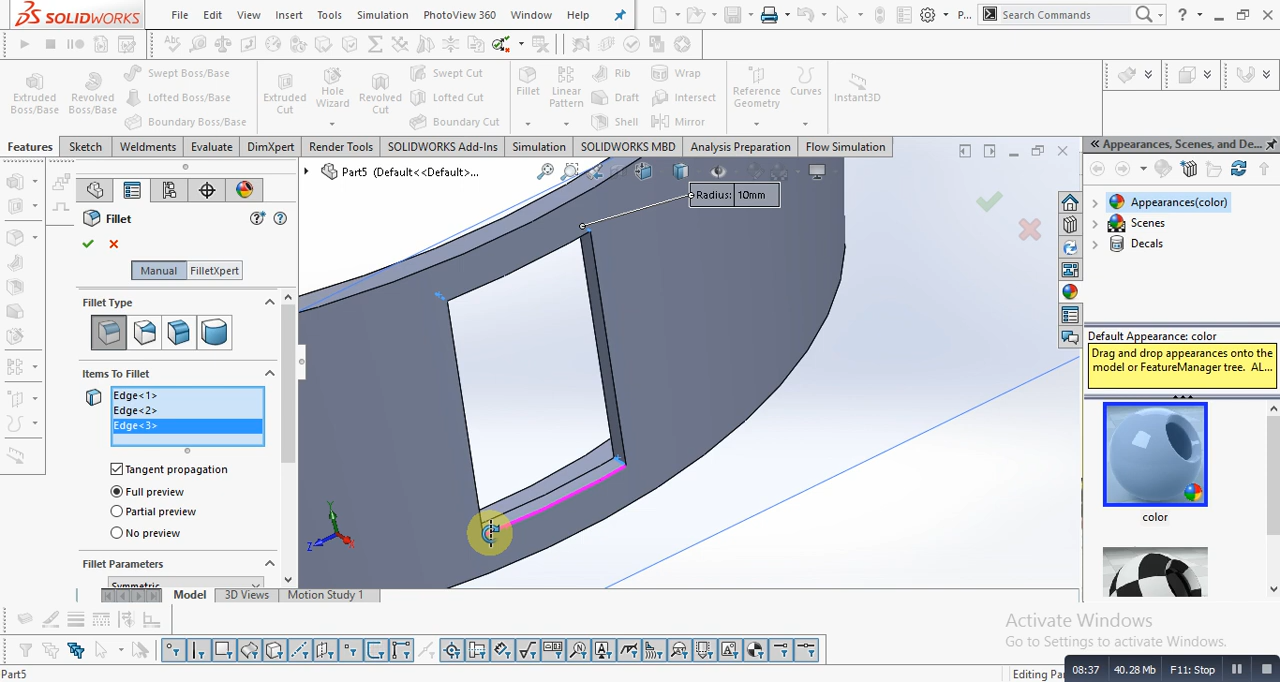 SOLIDWORKS
File Edit View Insert Tools Simulation PhotoView 360 Window Help
P...
Search Commands
Extruded Boss/Base
Revolved Boss/Base
Swept Boss/Base
Lofted Boss/Base
Boundary Boss/Base
Extruded Cut
Hole Wizard
Revolved Cut
Swept Cut
Lofted Cut
Boundary Cut
Fillet
Linear Pattern
Rib
Draft
Shell
Wrap
Intersect
Mirror
Reference Geometry
Curves
Instant3D
Features Sketch Weldments Evaluate DimXpert Render Tools SOLIDWORKS Add-Ins Simulation SOLIDWORKS MBD Analysis Preparation Flow Simulation
Part5 (Default<<Default>...
Fillet
Manual FilletXpert
Fillet Type
Items To Fillet
Edge<1>
Edge<2>
Edge<3>
Tangent propagation
Full preview
Partial preview
No preview
Fillet Parameters
Symmetric
Radius: 10mm
Y
Z
X
Appearances, Scenes, and De...
Appearances(color)
Scenes
Decals
Default Appearance: color
Drag and drop appearances onto the
model or FeatureManager tree. AL...
color
Model 3D Views Motion Study 1
Activate Windows
Go to Settings to activate Windows.
Part5
Editing Pa
08:37 40.28 Mb F11: Stop